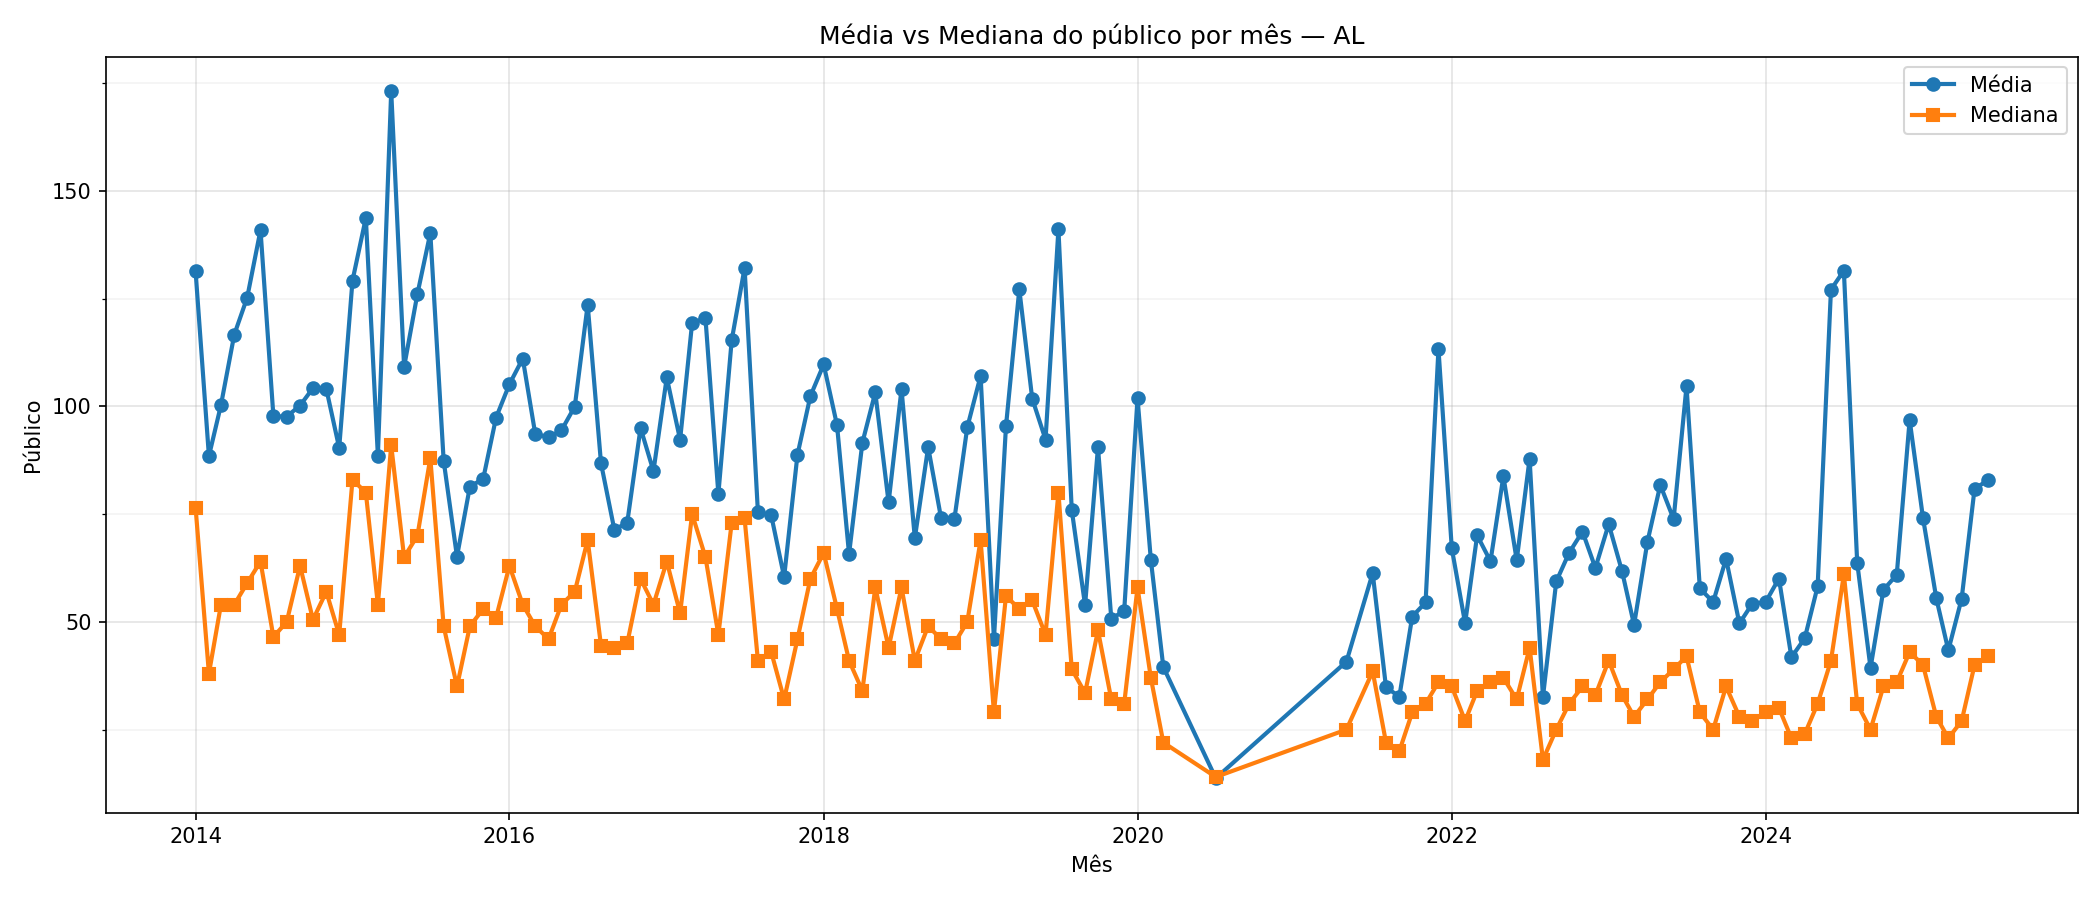 Média vs Mediana do público por mês — AL
Média
Mediana
Público
150
100
50
2014
2016
2018
2020
2022
2024
Mês